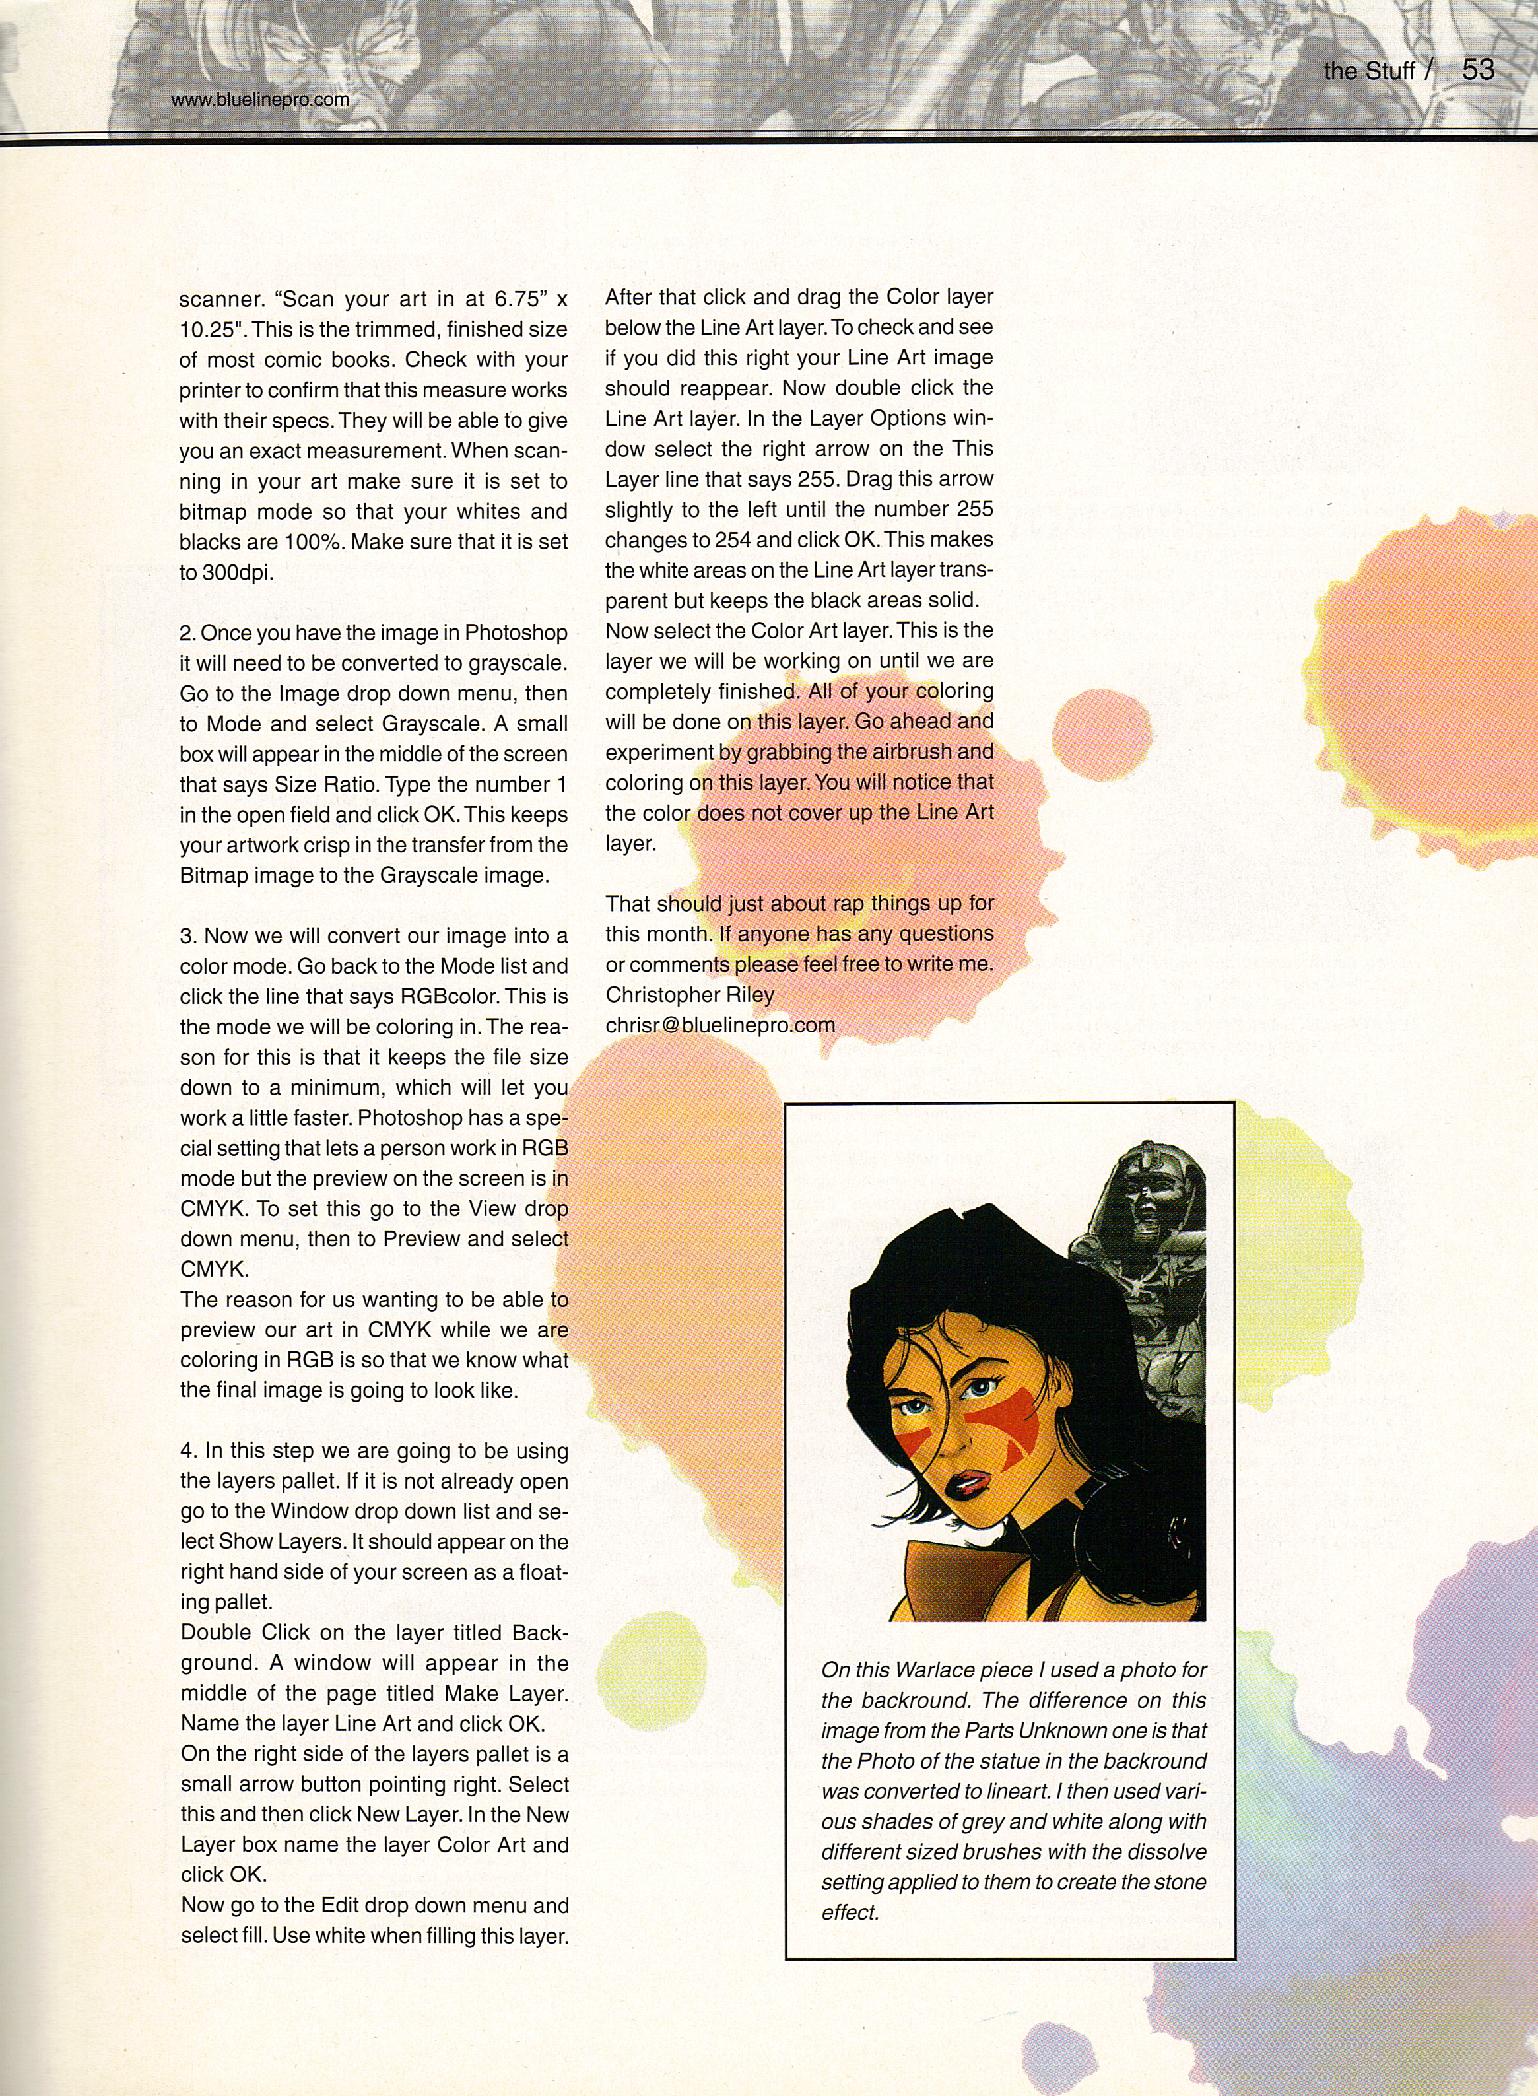 www.bluelinepro.com
the Stuff / 53
scanner. “Scan your art in at 6.75” x
10.25". This is the trimmed, finished size
of most comic books. Check with your
printer to confirm that this measure works
with their specs. They will be able to give
you an exact measurement. When scan-
ning in your art make sure it is set to
bitmap mode so that your whites and
blacks are 100%. Make sure that it is set
to 300dpi.
2. Once you have the image in Photoshop
it will need to be converted to grayscale.
Go to the Image drop down menu, then
to Mode and select Grayscale. A small
box will appear in the middle of the screen
that says Size Ratio. Type the number 1
in the open field and click OK. This keeps
your artwork crisp in the transfer from the
Bitmap image to the Grayscale image.
3. Now we will convert our image into a
color mode. Go back to the Mode list and
click the line that says RGBcolor. This is
the mode we will be coloring in. The rea-
son for this is that it keeps the file size
down to a minimum, which will let you
work a little faster. Photoshop has a spe-
cial setting that lets a person work in RGB
mode but the preview on the screen is in
CMYK. To set this go to the View drop
down menu, then to Preview and select
CMYK.
The reason for us wanting to be able to
preview our art in CMYK while we are
coloring in RGB is so that we know what
the final image is going to look like.
4. In this step we are going to be using
the layers pallet. If it is not already open
go to the Window drop down list and se-
lect Show Layers. It should appear on the
right hand side of your screen as a float-
ing pallet.
Double Click on the layer titled Back-
ground. A window will appear in the
middle of the page titled Make Layer.
Name the layer Line Art and click OK.
On the right side of the layers pallet is a
small arrow button pointing right. Select
this and then click New Layer. In the New
Layer box name the layer Color Art and
click OK.
Now go to the Edit drop down menu and
select fill. Use white when filling this layer.
After that click and drag the Color layer
below the Line Art layer. To check and see
if you did this right your Line Art image
should reappear. Now double click the
Line Art layer. In the Layer Options win-
dow select the right arrow on the This
Layer line that says 255. Drag this arrow
slightly to the left until the number 255
changes to 254 and click OK. This makes
the white areas on the Line Art layer trans-
parent but keeps the black areas solid.
Now select the Color Art layer. This is the
layer we will be working on until we are
completely finished. All of your coloring
will be done on this layer. Go ahead and
experiment by grabbing the airbrush and
coloring on this layer. You will notice that
the color does not cover up the Line Art
layer.
That should just about rap things up for
this month. If anyone has any questions
or comments please feel free to write me.
Christopher Riley
chrisr@bluelinepro.com
On this Warlace piece I used a photo for
the backround. The difference on this
image from the Parts Unknown one is that
the Photo of the statue in the backround
was converted to lineart. I then used vari-
ous shades of grey and white along with
different sized brushes with the dissolve
setting applied to them to create the stone
effect.